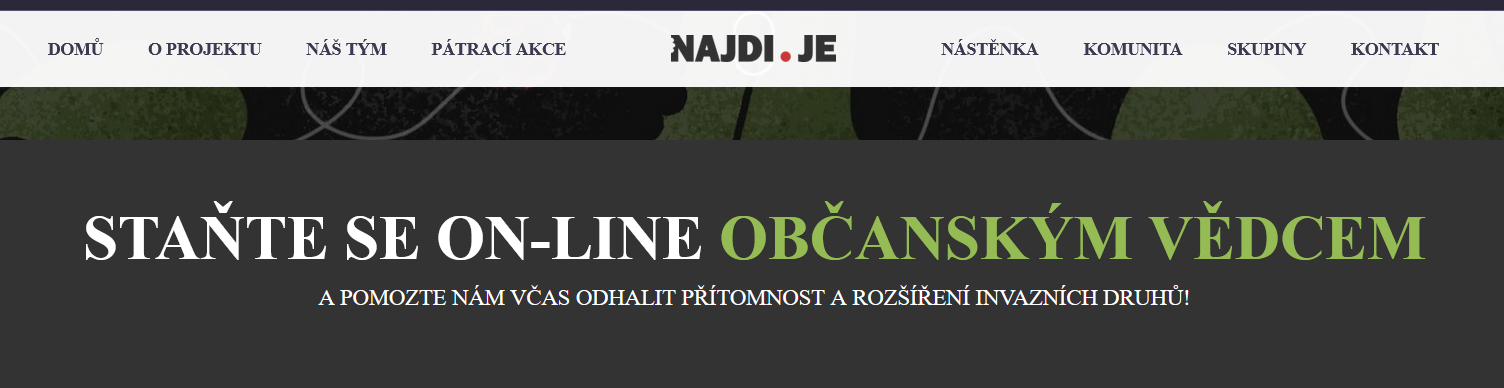 DOMŮ O PROJEKTU NÁŠ TÝM PÁTRACÍ AKCE NAJDI.JE NÁSTĚNKA KOMUNITA SKUPINY KONTAKT
STAŇTE SE ON-LINE OBČANSKÝM VĚDCEM
A POMOZTE NÁM VČAS ODHALIT PŘÍTOMNOST A ROZŠÍŘENÍ INVAZNÍCH DRUHŮ!